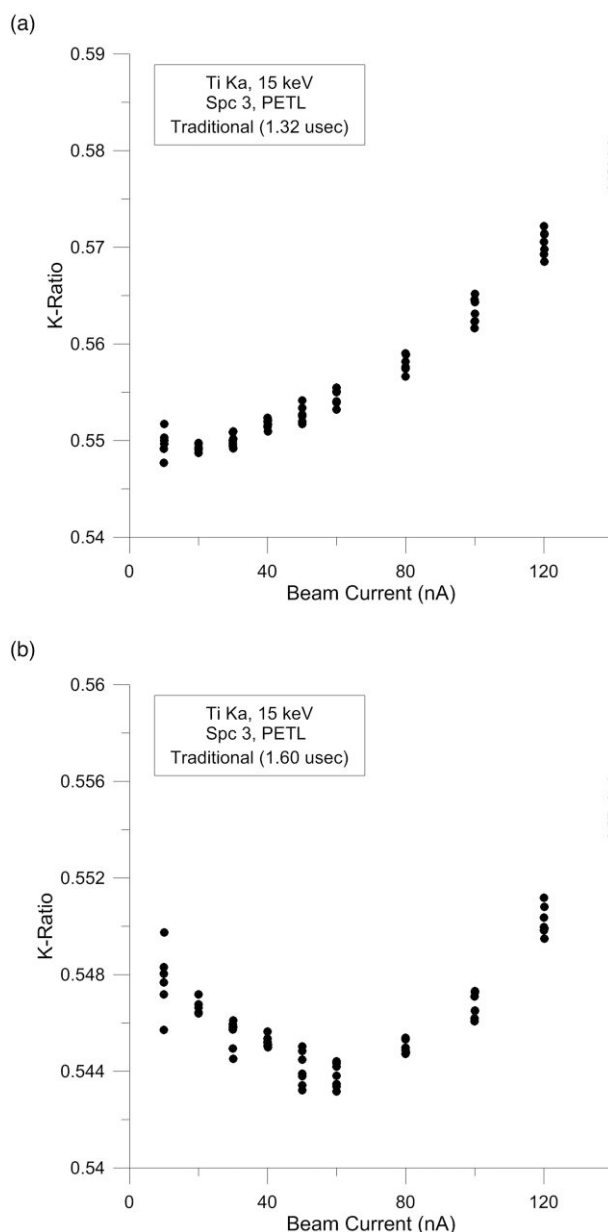 (a)
0.59
0.58
0.57
0.56
0.55
0.54
K-Ratio
Ti Ka, 15 keV
Spc 3, PETL
Traditional (1.32 usec)
0
40
80
120
Beam Current (nA)
(b)
0.56
0.556
0.552
0.548
0.544
0.54
K-Ratio
Ti Ka, 15 keV
Spc 3, PETL
Traditional (1.60 usec)
0
40
80
120
Beam Current (nA)